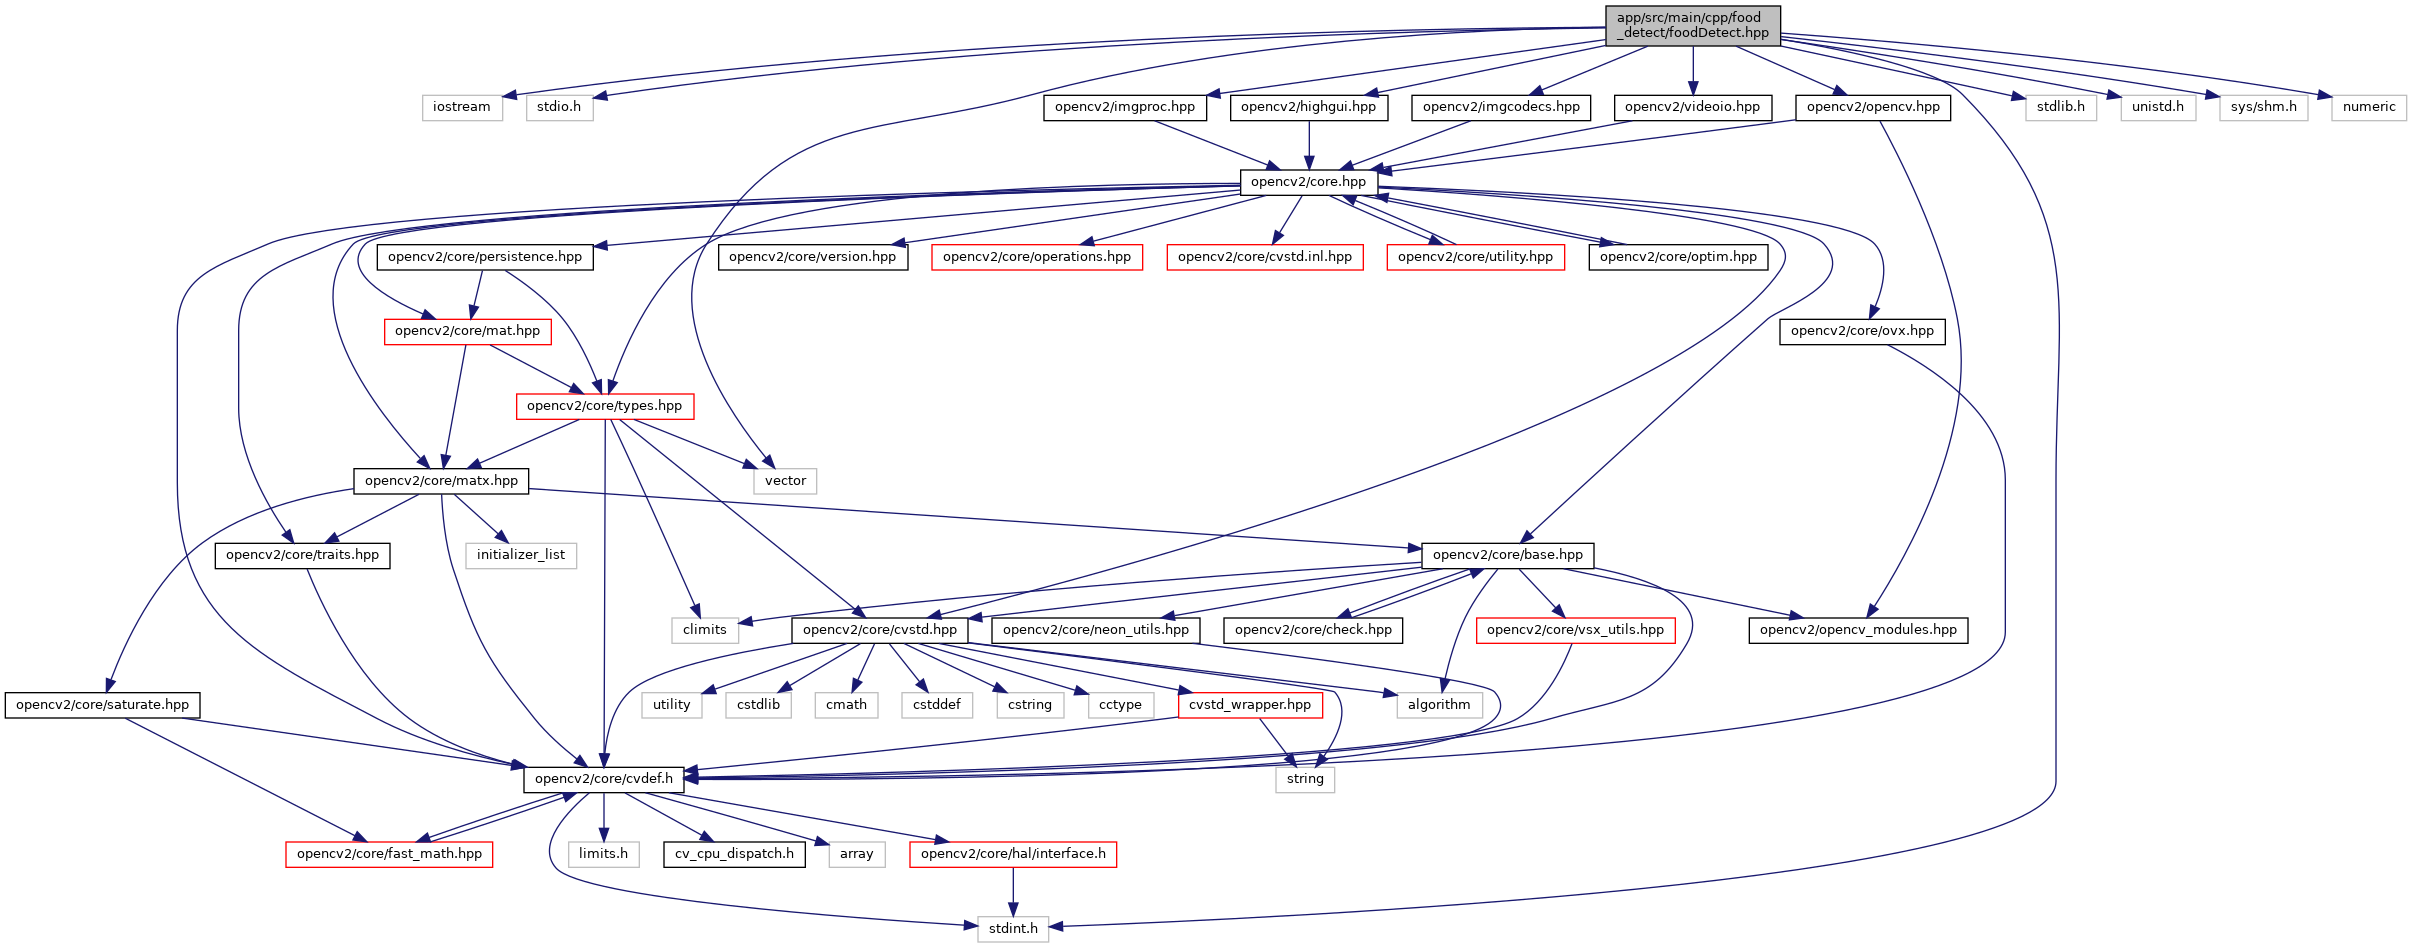 app/src/main/cpp/food
_detect/foodDetect.hpp
iostream
stdio.h
opencv2/imgproc.hpp
opencv2/highgui.hpp
opencv2/imgcodecs.hpp
opencv2/videoio.hpp
opencv2/opencv.hpp
stdlib.h
unistd.h
sys/shm.h
numeric
opencv2/core.hpp
opencv2/core/persistence.hpp
opencv2/core/version.hpp
opencv2/core/operations.hpp
opencv2/core/cvstd.inl.hpp
opencv2/core/utility.hpp
opencv2/core/optim.hpp
opencv2/core/mat.hpp
opencv2/core/ovx.hpp
opencv2/core/types.hpp
opencv2/core/matx.hpp
vector
opencv2/core/traits.hpp
initializer_list
opencv2/core/base.hpp
climits
opencv2/core/cvstd.hpp
opencv2/core/neon_utils.hpp
opencv2/core/check.hpp
opencv2/core/vsx_utils.hpp
opencv2/opencv_modules.hpp
opencv2/core/saturate.hpp
utility
cstdlib
cmath
cstddef
cstring
cctype
cvstd_wrapper.hpp
algorithm
opencv2/core/cvdef.h
string
opencv2/core/fast_math.hpp
limits.h
cv_cpu_dispatch.h
array
opencv2/core/hal/interface.h
stdint.h